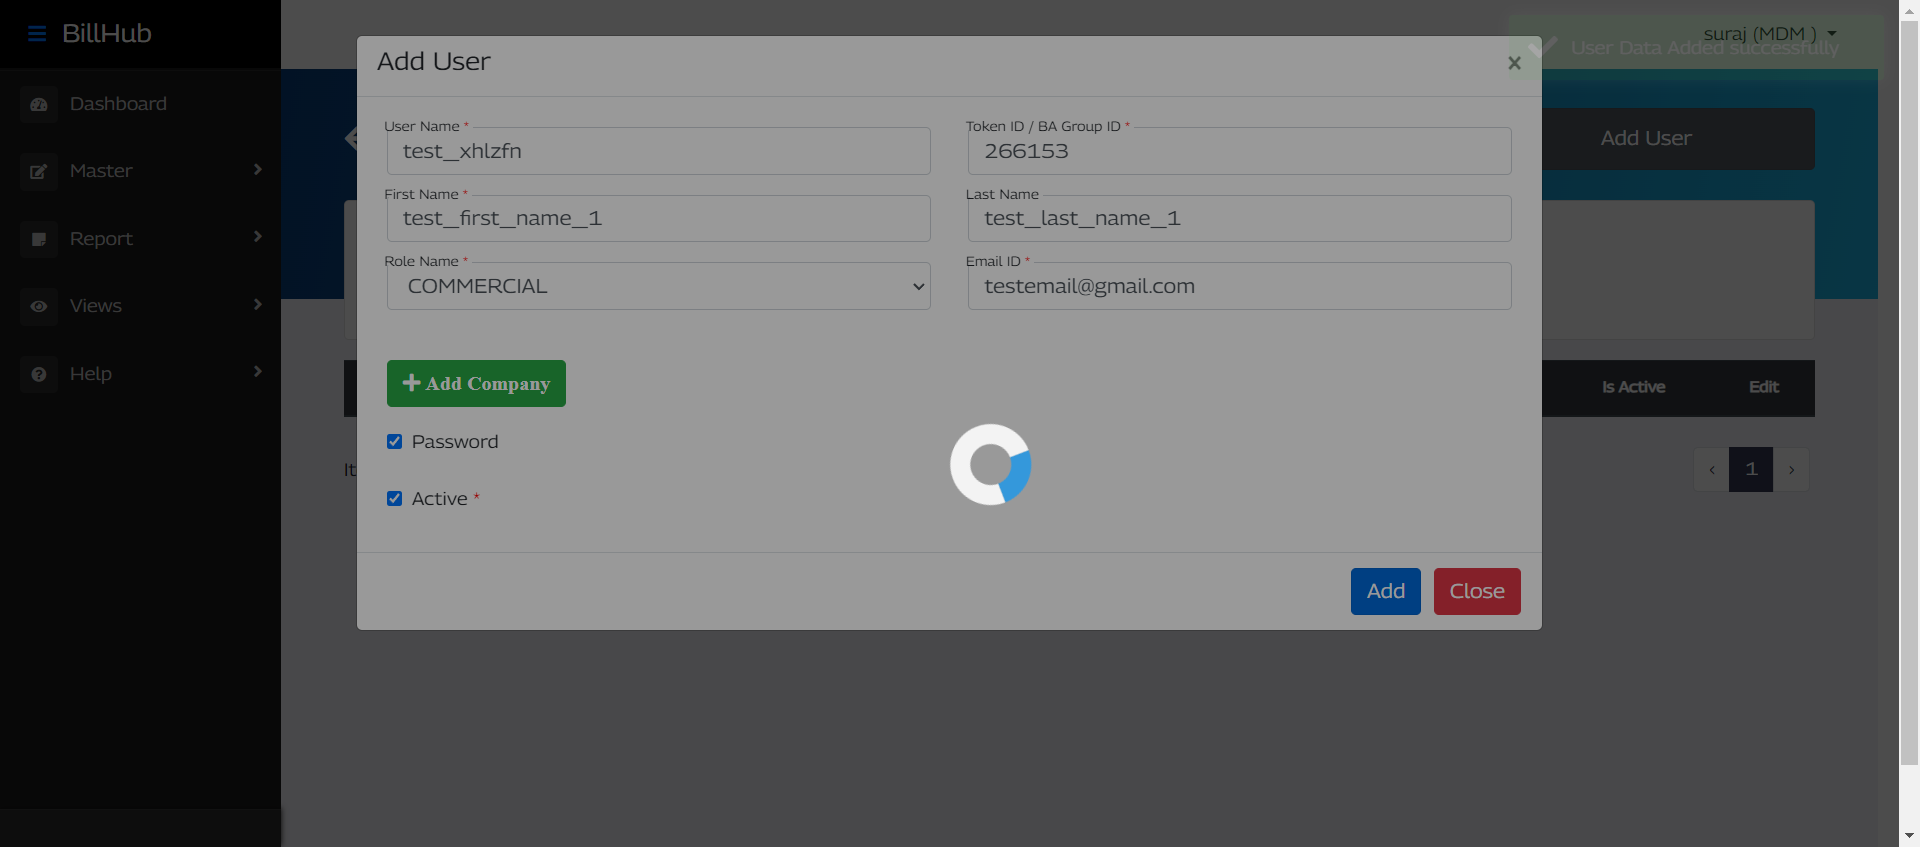 BillHub
suraj (MDM )
User Data Added successfully
Add User
×
Dashboard
Master
Report
Views
Help
User Name *
test_xhlzfn
Token ID / BA Group ID *
266153
First Name *
test_first_name_1
Last Name
test_last_name_1
Role Name *
COMMERCIAL
Email ID *
testemail@gmail.com
Add User
Add Company
Is Active
Edit
Password
It
‹ 1 ›
Active *
Add
Close